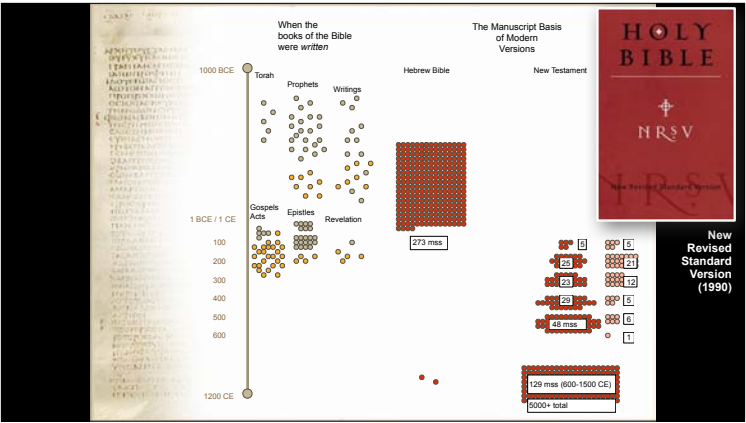 When the
books of the Bible
were written
The Manuscript Basis
of Modern
Versions
Hebrew Bible
New Testament
1000 BCE
Torah
Prophets
Writings
Gospels
Acts
Epistles
Revelation
1 BCE / 1 CE
100
200
300
400
500
600
1200 CE
273 mss
5
5
25
21
23
12
29
5
48 mss
6
1
129 mss (600-1500 CE)
5000+ total
HOLY
BIBLE
NRSV
NRSV
New Revised Standard Version
New
Revised
Standard
Version
(1990)